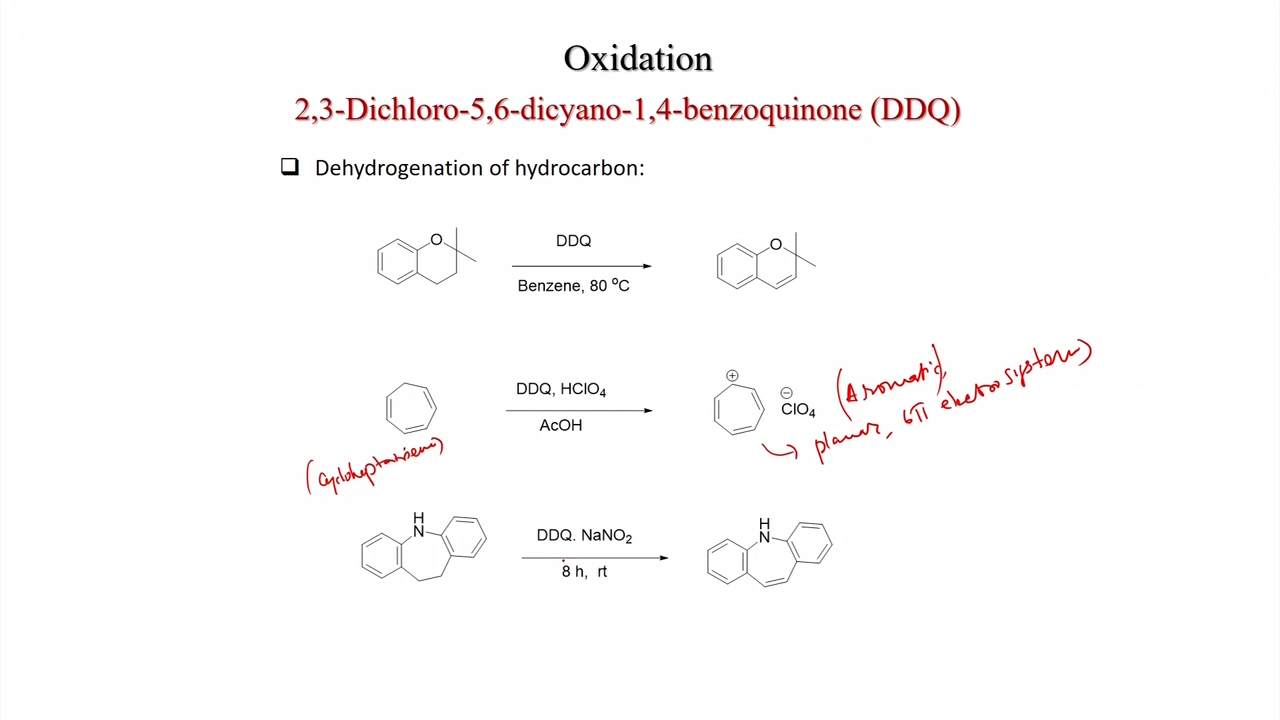 Oxidation
2,3-Dichloro-5,6-dicyano-1,4-benzoquinone (DDQ)
Dehydrogenation of hydrocarbon:
O
DDQ
Benzene, 80 °C
O
DDQ, HClO₄
AcOH
⊕
⊖
ClO₄
(Aromatic,
planar, 6π electron system)
H
N
DDQ. NaNO₂
8 h, rt
H
N